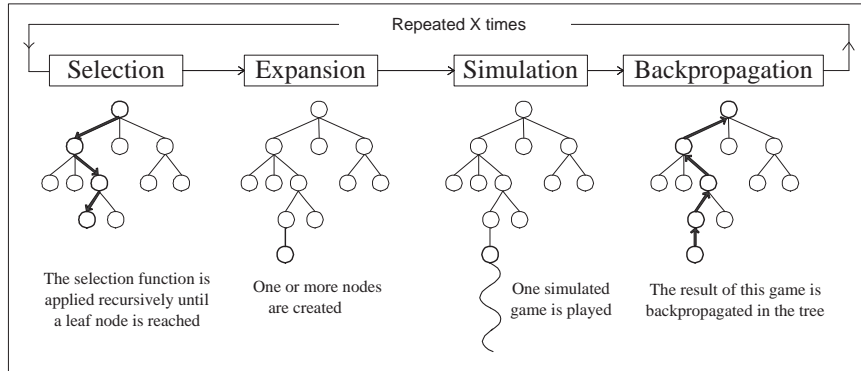 Repeated X times
Selection
Expansion
Simulation
Backpropagation
The selection function is
applied recursively until
a leaf node is reached
One or more nodes
are created
One simulated
game is played
The result of this game is
backpropagated in the tree